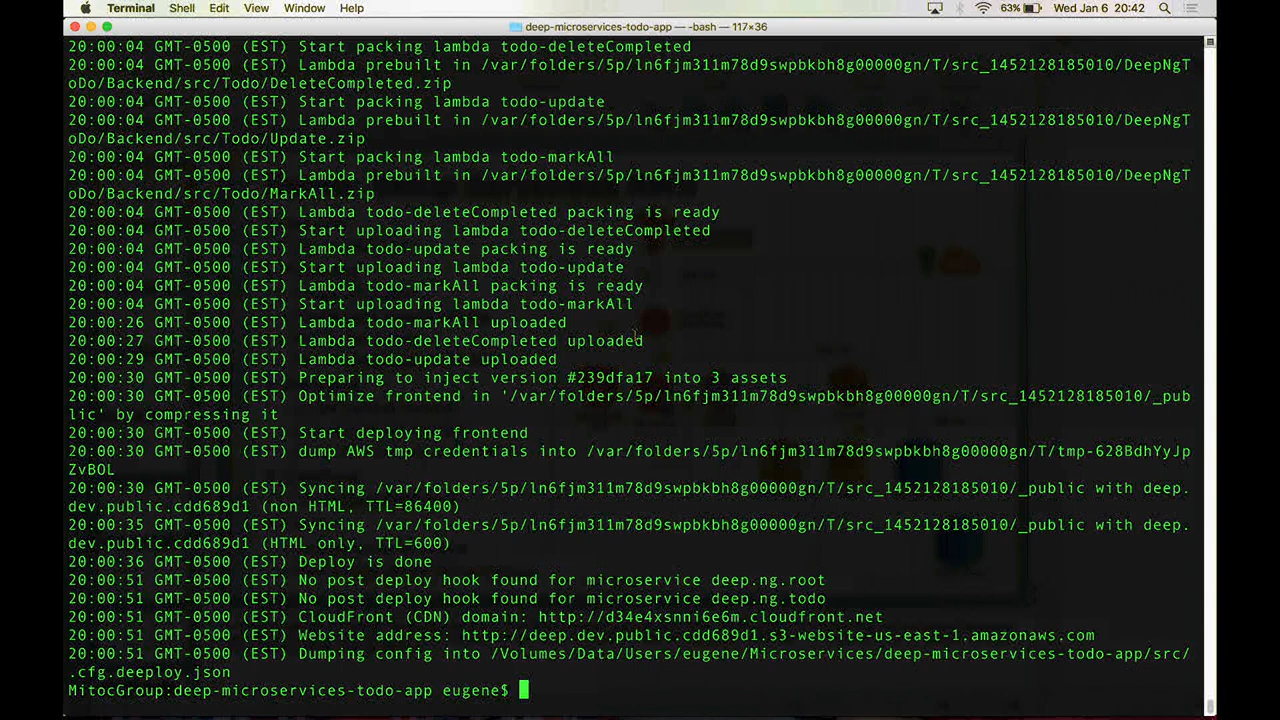 Terminal Shell Edit View Window Help 63% Wed Jan 6 20:42
deep-microservices-todo-app — -bash — 117×36
20:00:04 GMT-0500 (EST) Start packing lambda todo-deleteCompleted
20:00:04 GMT-0500 (EST) Lambda prebuilt in /var/folders/5p/ln6fjm311m78d9swpbkbh8g00000gn/T/src_1452128185010/DeepNgT
oDo/Backend/src/Todo/DeleteCompleted.zip
20:00:04 GMT-0500 (EST) Start packing lambda todo-update
20:00:04 GMT-0500 (EST) Lambda prebuilt in /var/folders/5p/ln6fjm311m78d9swpbkbh8g00000gn/T/src_1452128185010/DeepNgT
oDo/Backend/src/Todo/Update.zip
20:00:04 GMT-0500 (EST) Start packing lambda todo-markAll
20:00:04 GMT-0500 (EST) Lambda prebuilt in /var/folders/5p/ln6fjm311m78d9swpbkbh8g00000gn/T/src_1452128185010/DeepNgT
oDo/Backend/src/Todo/MarkAll.zip
20:00:04 GMT-0500 (EST) Lambda todo-deleteCompleted packing is ready
20:00:04 GMT-0500 (EST) Start uploading lambda todo-deleteCompleted
20:00:04 GMT-0500 (EST) Lambda todo-update packing is ready
20:00:04 GMT-0500 (EST) Start uploading lambda todo-update
20:00:04 GMT-0500 (EST) Lambda todo-markAll packing is ready
20:00:04 GMT-0500 (EST) Start uploading lambda todo-markAll
20:00:26 GMT-0500 (EST) Lambda todo-markAll uploaded
20:00:27 GMT-0500 (EST) Lambda todo-deleteCompleted uploaded
20:00:29 GMT-0500 (EST) Lambda todo-update uploaded
20:00:30 GMT-0500 (EST) Preparing to inject version #239dfa17 into 3 assets
20:00:30 GMT-0500 (EST) Optimize frontend in '/var/folders/5p/ln6fjm311m78d9swpbkbh8g00000gn/T/src_1452128185010/_pub
lic' by compressing it
20:00:30 GMT-0500 (EST) Start deploying frontend
20:00:30 GMT-0500 (EST) dump AWS tmp credentials into /var/folders/5p/ln6fjm311m78d9swpbkbh8g00000gn/T/tmp-628BdhYyJp
ZvBOL
20:00:30 GMT-0500 (EST) Syncing /var/folders/5p/ln6fjm311m78d9swpbkbh8g00000gn/T/src_1452128185010/_public with deep.
dev.public.cdd689d1 (non HTML, TTL=86400)
20:00:35 GMT-0500 (EST) Syncing /var/folders/5p/ln6fjm311m78d9swpbkbh8g00000gn/T/src_1452128185010/_public with deep.
dev.public.cdd689d1 (HTML only, TTL=600)
20:00:36 GMT-0500 (EST) Deploy is done
20:00:51 GMT-0500 (EST) No post deploy hook found for microservice deep.ng.root
20:00:51 GMT-0500 (EST) No post deploy hook found for microservice deep.ng.todo
20:00:51 GMT-0500 (EST) CloudFront (CDN) domain: http://d34e4xsnni6e6m.cloudfront.net
20:00:51 GMT-0500 (EST) Website address: http://deep.dev.public.cdd689d1.s3-website-us-east-1.amazonaws.com
20:00:51 GMT-0500 (EST) Dumping config into /Volumes/Data/Users/eugene/Microservices/deep-microservices-todo-app/src/
.cfg.deeploy.json
MitocGroup:deep-microservices-todo-app eugene$